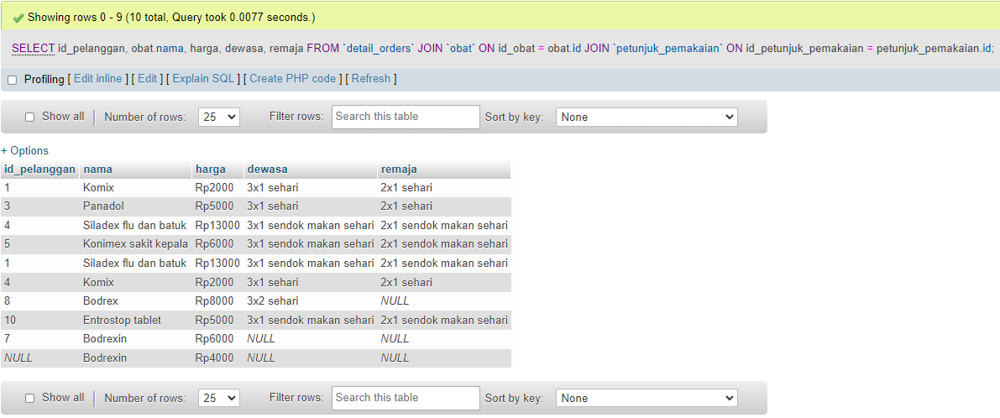 Showing rows 0 - 9 (10 total, Query took 0.0077 seconds.)
SELECT id_pelanggan, obat.nama, harga, dewasa, remaja FROM `detail_orders` JOIN `obat` ON id_obat = obat.id JOIN `petunjuk_pemakaian` ON id_petunjuk_pemakaian = petunjuk_pemakaian.id;
Profiling [ Edit inline ] [ Edit ] [ Explain SQL ] [ Create PHP code ] [ Refresh ]
Show all Number of rows: 25 Filter rows: Search this table Sort by key: None
+ Options
id_pelanggan nama harga dewasa remaja
1 Komix Rp2000 3x1 sehari 2x1 sehari
3 Panadol Rp5000 3x1 sehari 2x1 sehari
4 Siladex flu dan batuk Rp13000 3x1 sendok makan sehari 2x1 sendok makan sehari
5 Konimex sakit kepala Rp6000 3x1 sendok makan sehari 2x1 sendok makan sehari
1 Siladex flu dan batuk Rp13000 3x1 sendok makan sehari 2x1 sendok makan sehari
4 Komix Rp2000 3x1 sehari 2x1 sehari
8 Bodrex Rp8000 3x2 sehari NULL
10 Entrostop tablet Rp5000 3x1 sendok makan sehari 2x1 sendok makan sehari
7 Bodrexin Rp6000 NULL NULL
NULL Bodrexin Rp4000 NULL NULL
Show all Number of rows: 25 Filter rows: Search this table Sort by key: None